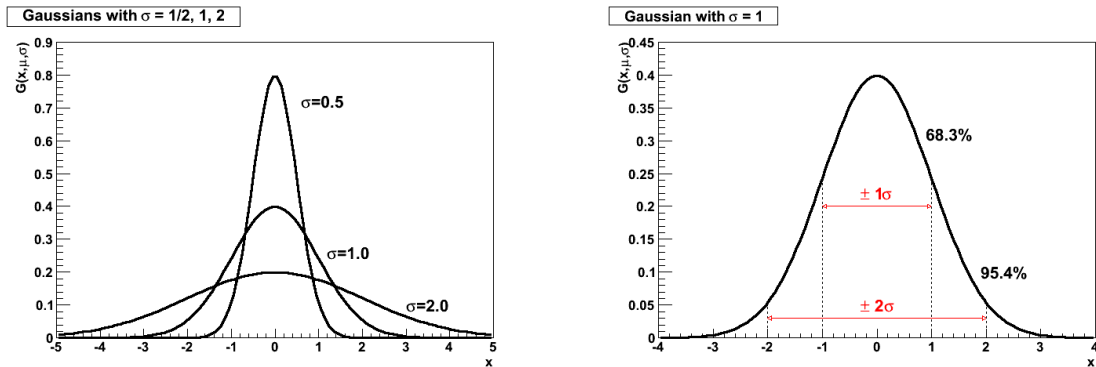 Gaussians with σ = 1/2, 1, 2
G(x,μ,σ)
0.9
0.8
0.7
0.6
0.5
0.4
0.3
0.2
0.1
0
σ=0.5
σ=1.0
σ=2.0
-5 -4 -3 -2 -1 0 1 2 3 4 5
x
Gaussian with σ = 1
G(x,μ,σ)
0.45
0.4
0.35
0.3
0.25
0.2
0.15
0.1
0.05
0
68.3%
± 1σ
95.4%
± 2σ
-4 -3 -2 -1 0 1 2 3 4
x